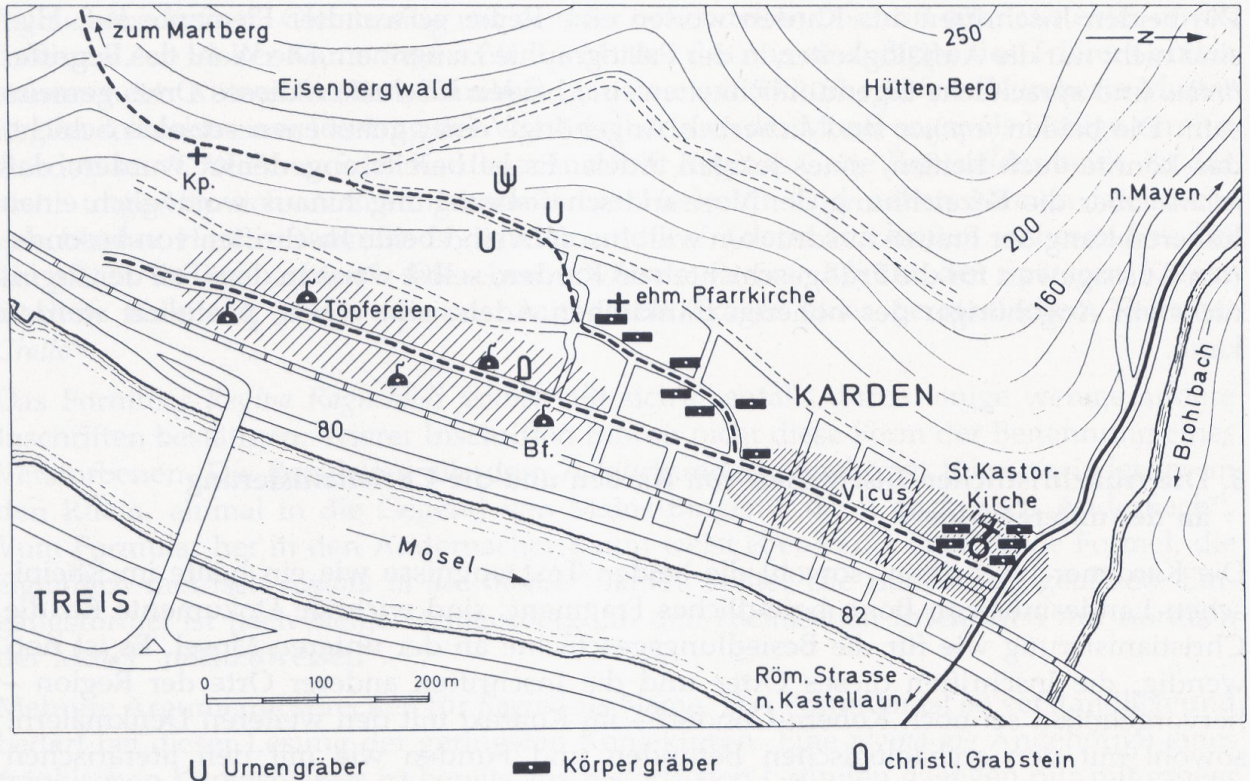 zum Martberg
250
N
Eisenbergwald
Hütten-Berg
Kp.
n. Mayen
200
160
Töpfereien
ehm. Pfarrkirche
Brohlbach
KARDEN
80
Bf.
St.Kastor-
Kirche
Vicus
Mosel
TREIS
82
Röm. Strasse
n. Kastellaun
0 100 200 m
U Urnengräber
Körpergräber
christl. Grabstein